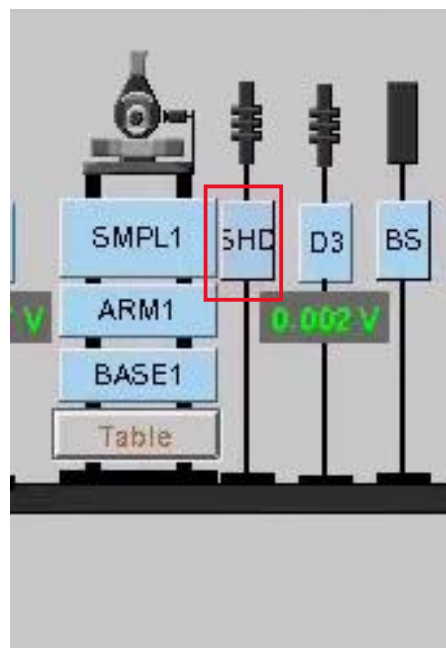 SMPL1
SHD
D3
BS
V
ARM1
0.002 V
BASE1
Table